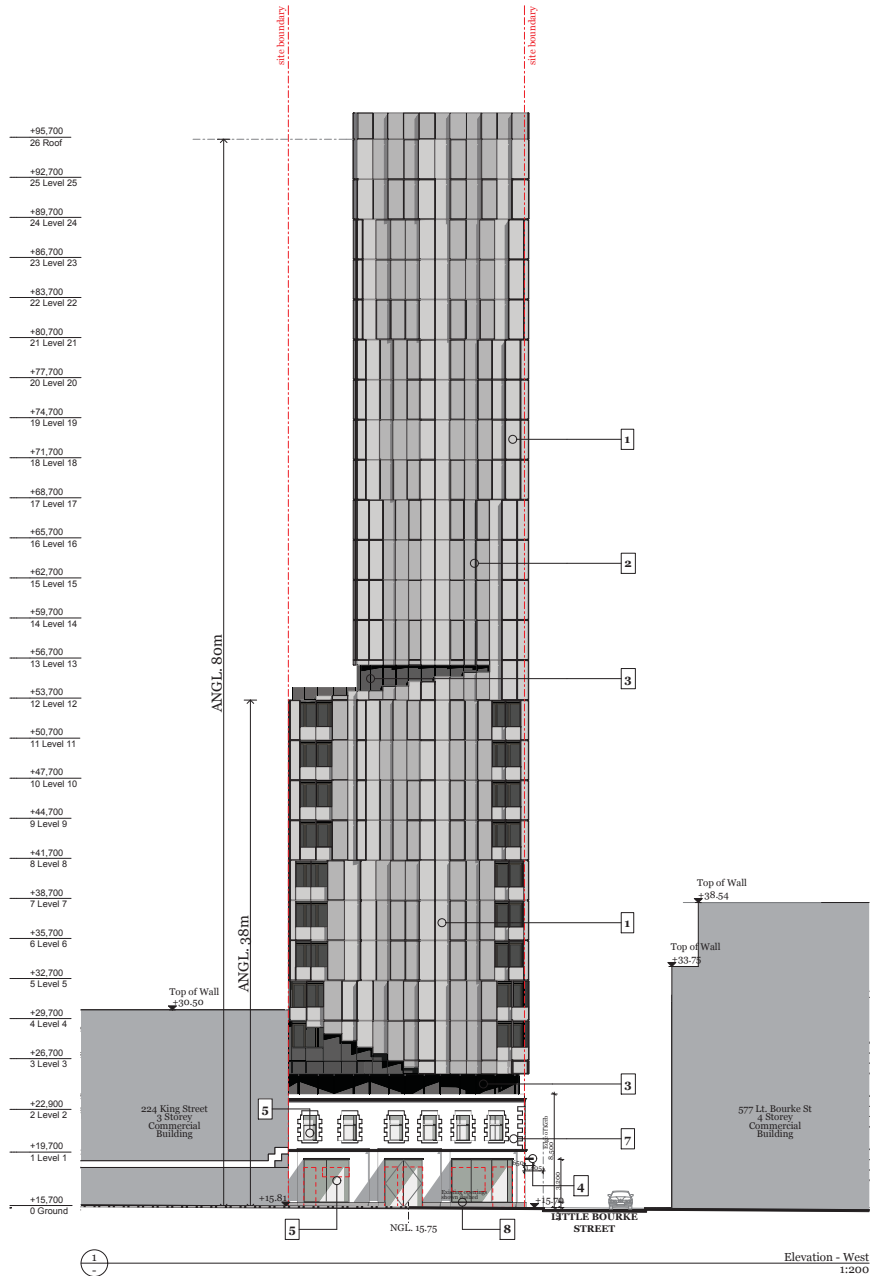 site boundary
site boundary
+95,700
26 Roof
+92,700
25 Level 25
+89,700
24 Level 24
+86,700
23 Level 23
+83,700
22 Level 22
+80,700
21 Level 21
+77,700
20 Level 20
+74,700
19 Level 19
+71,700
18 Level 18
+68,700
17 Level 17
+65,700
16 Level 16
+62,700
15 Level 15
+59,700
14 Level 14
+56,700
13 Level 13
+53,700
12 Level 12
+50,700
11 Level 11
+47,700
10 Level 10
+44,700
9 Level 9
+41,700
8 Level 8
+38,700
7 Level 7
+35,700
6 Level 6
+32,700
5 Level 5
+29,700
4 Level 4
+26,700
3 Level 3
+22,900
2 Level 2
+19,700
1 Level 1
+15,700
0 Ground
ANGL. 80m
ANGL. 38m
1
2
3
1
3
5
7
4
5
8
Top of Wall
+30.50
Top of Wall
+38.54
Top of Wall
+33.75
224 King Street
3 Storey
Commercial
Building
577 Lt. Bourke St
4 Storey
Commercial
Building
8,500
+15.81
NGL. 15.75
Existing openings
LITTLE BOURKE
STREET
1
-
Elevation - West
1:200